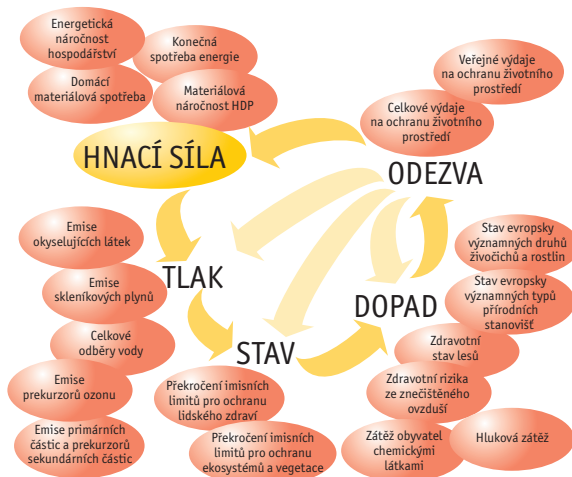 Energetická
náročnost
hospodářství
Konečná
spotřeba energie
Domácí
materiálová spotřeba
Materiálová
náročnost HDP
HNACÍ SÍLA
Veřejné výdaje
na ochranu životního
prostředí
Celkové výdaje
na ochranu životního
prostředí
ODEZVA
Emise
okyselujících látek
Emise
skleníkových plynů
Celkové
odběry vody
Emise
prekurzorů ozonu
Emise primárních
částic a prekurzorů
sekundárních částic
TLAK
STAV
Překročení imisních
limitů pro ochranu
lidského zdraví
Překročení imisních
limitů pro ochranu
ekosystémů a vegetace
DOPAD
Stav evropsky
významných druhů
živočichů a rostlin
Stav evropsky
významných typů
přírodních
stanovišť
Zdravotní
stav lesů
Zdravotní rizika
ze znečištěného
ovzduší
Zátěž obyvatel
chemickými
látkami
Hluková zátěž